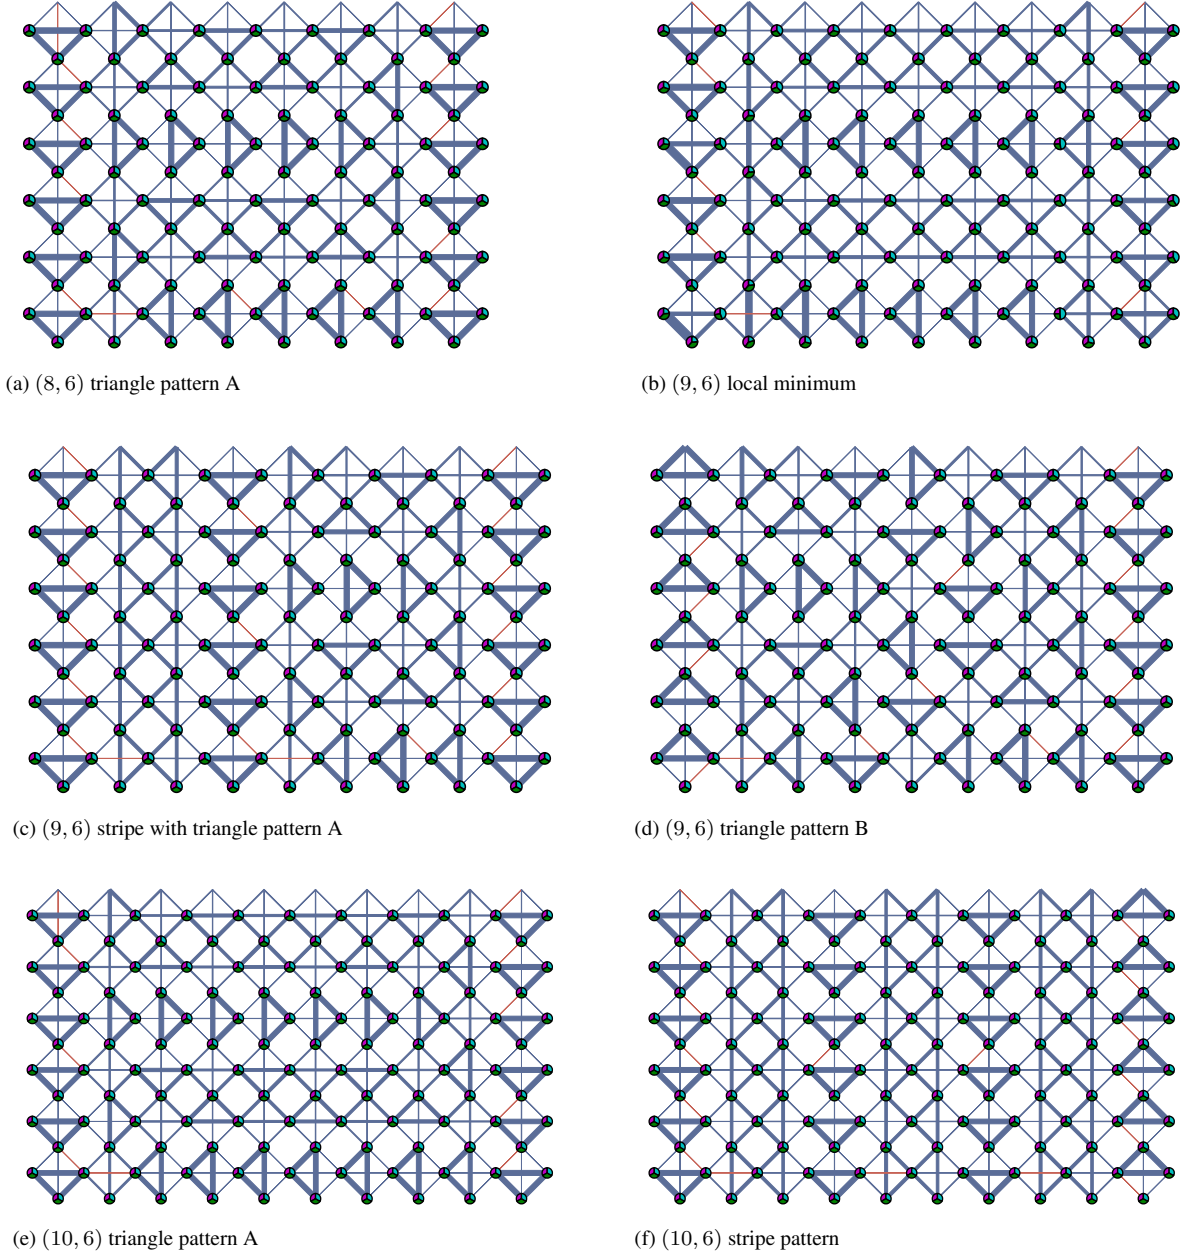 (a) (8, 6) triangle pattern A
(b) (9, 6) local minimum
(c) (9, 6) stripe with triangle pattern A
(d) (9, 6) triangle pattern B
(e) (10, 6) triangle pattern A
(f) (10, 6) stripe pattern